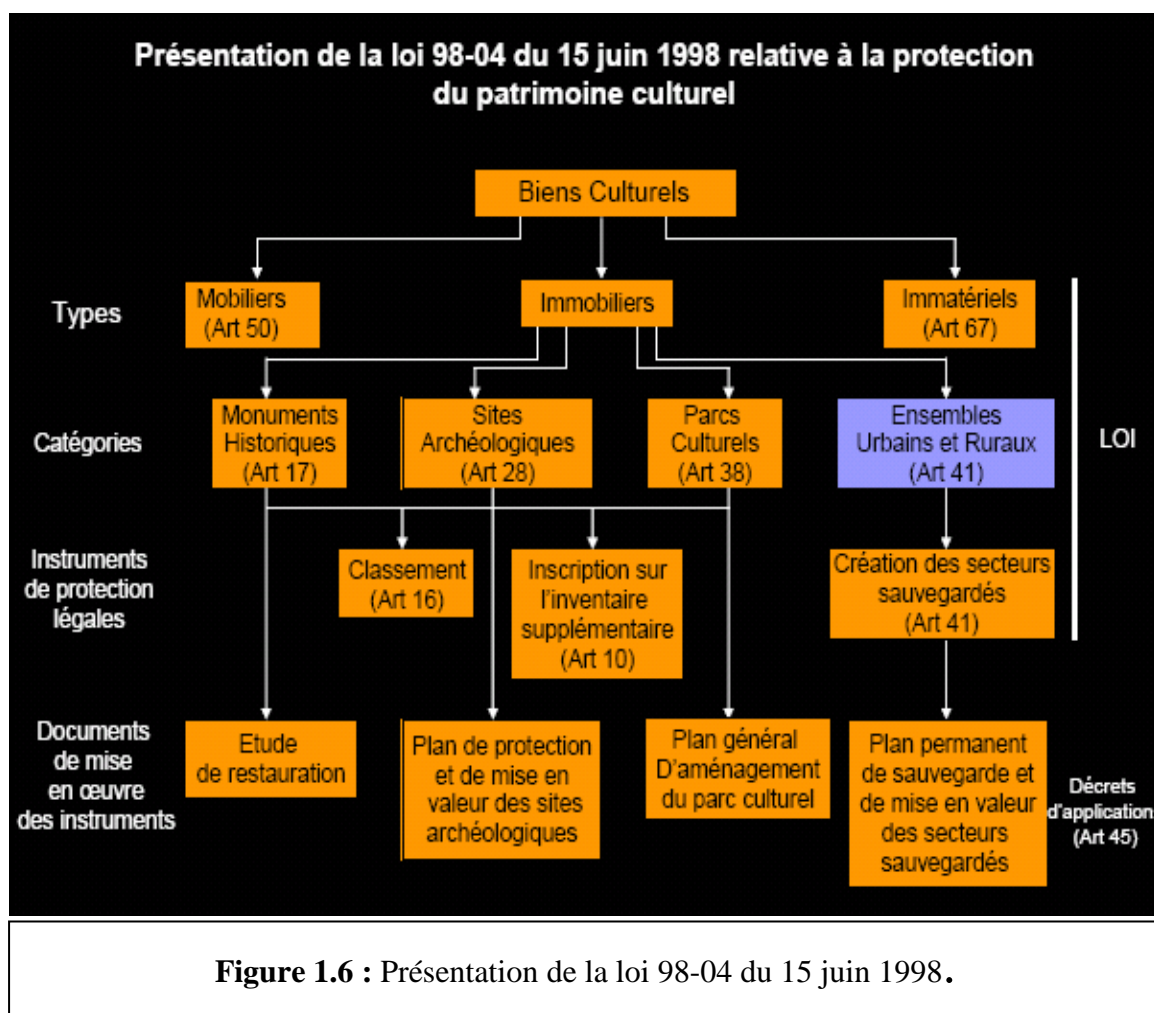 Présentation de la loi 98-04 du 15 juin 1998 relative à la protection
du patrimoine culturel
Biens Culturels
Types
Mobiliers
(Art 50)
Immobiliers
Immatériels
(Art 67)
Catégories
Monuments
Historiques
(Art 17)
Sites
Archéologiques
(Art 28)
Parcs
Culturels
(Art 38)
Ensembles
Urbains et Ruraux
(Art 41)
LOI
Instruments
de protection
légales
Classement
(Art 16)
Inscription sur
l'inventaire
supplémentaire
(Art 10)
Création des secteurs
sauvegardés
(Art 41)
Documents
de mise
en œuvre
des instruments
Etude
de restauration
Plan de protection
et de mise en
valeur des sites
archéologiques
Plan général
D'aménagement
du parc culturel
Plan permanent
de sauvegarde et
de mise en valeur
des secteurs
sauvegardés
Décrets
d'application
(Art 45)
Figure 1.6 : Présentation de la loi 98-04 du 15 juin 1998.